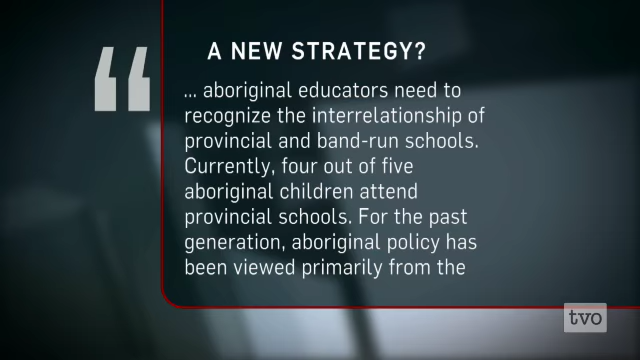 “
A NEW STRATEGY?
... aboriginal educators need to
recognize the interrelationship of
provincial and band-run schools.
Currently, four out of five
aboriginal children attend
provincial schools. For the past
generation, aboriginal policy has
been viewed primarily from the
tvo